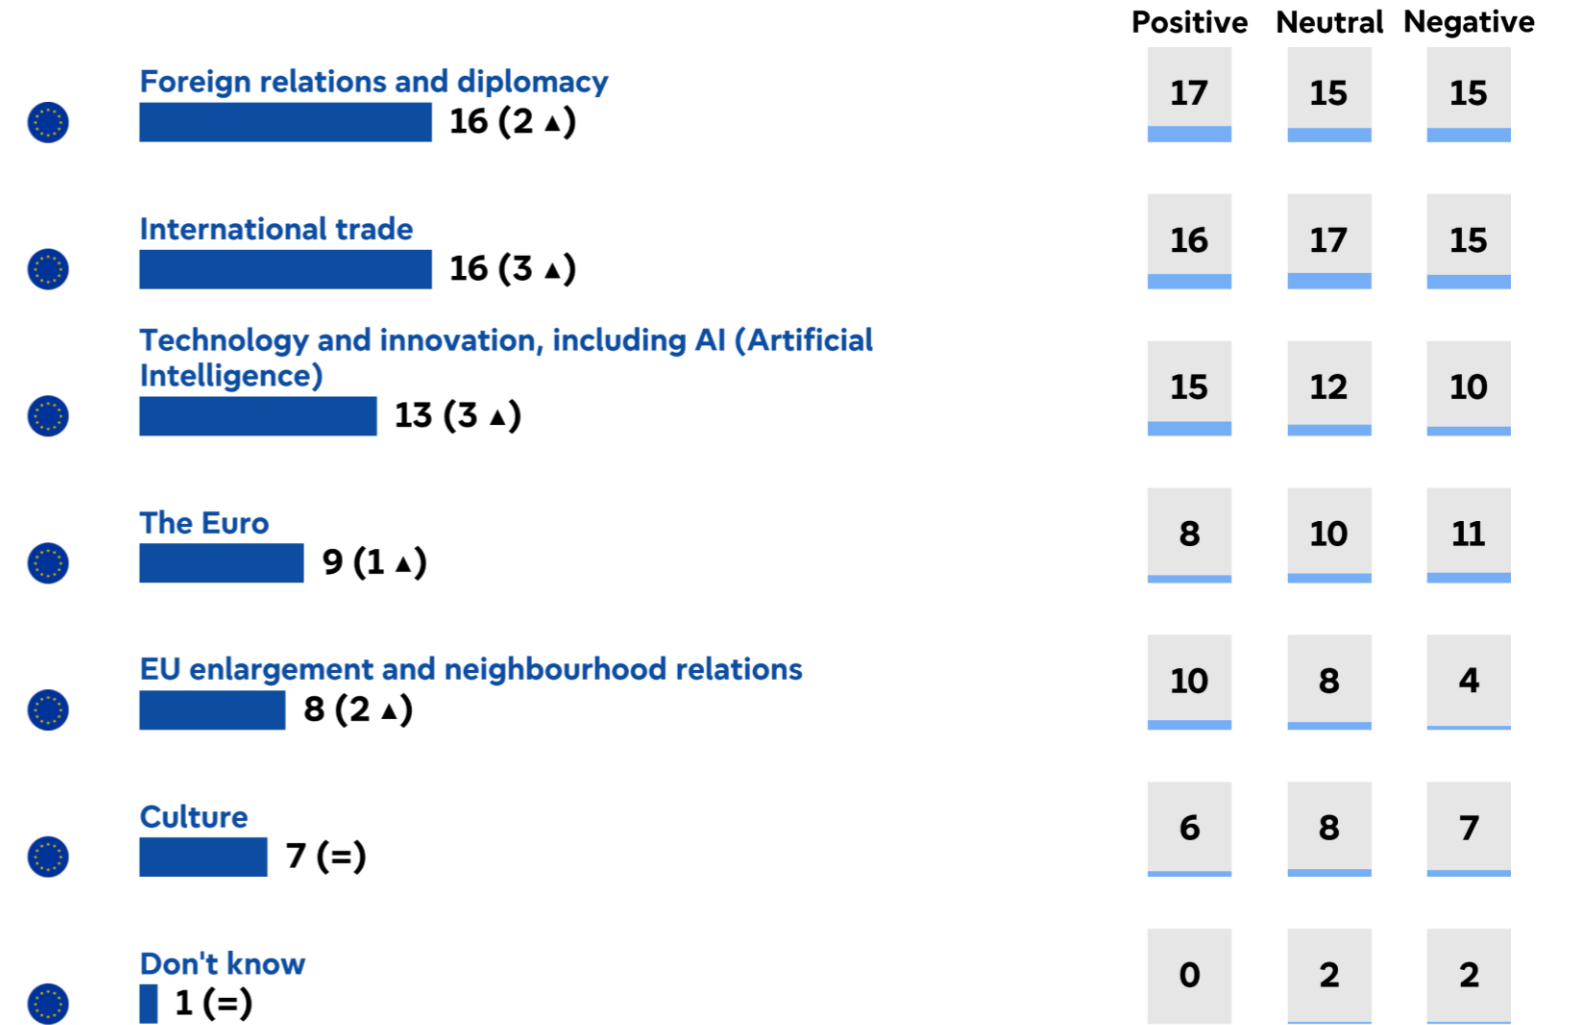 Positive Neutral Negative
Foreign relations and diplomacy
16 (2 ▲) 17 15 15
International trade
16 (3 ▲) 16 17 15
Technology and innovation, including AI (Artificial
Intelligence)
13 (3 ▲) 15 12 10
The Euro
9 (1 ▲) 8 10 11
EU enlargement and neighbourhood relations
8 (2 ▲) 10 8 4
Culture
7 (=) 6 8 7
Don't know
1 (=) 0 2 2